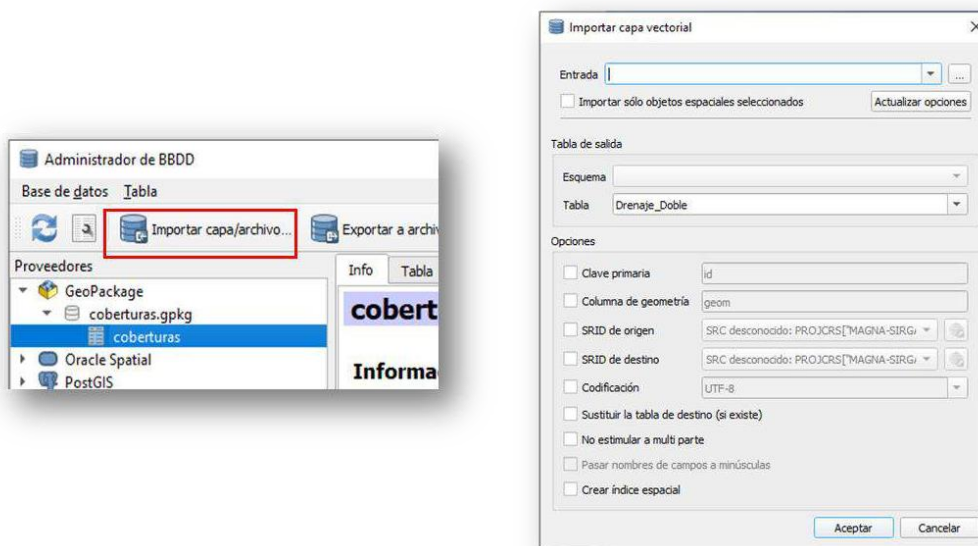 Administrador de BBDD
Base de datos Tabla
Importar capa/archivo... Exportar a archi
Proveedores
Info Tabla
GeoPackage
coberturas.gpkg
coberturas
Oracle Spatial
PostGIS
cobert
Informa
Importar capa vectorial
Entrada ...
Importar sólo objetos espaciales seleccionados Actualizar opciones
Tabla de salida
Esquema
Tabla Drenaje_Doble
Opciones
Clave primaria id
Columna de geometría geom
SRID de origen SRC desconocido: PROJCRS["MAGNA-SIRGA
SRID de destino SRC desconocido: PROJCRS["MAGNA-SIRGA
Codificación UTF-8
Sustituir la tabla de destino (si existe)
No estimular a multi parte
Pasar nombres de campos a minúsculas
Crear índice espacial
Aceptar Cancelar